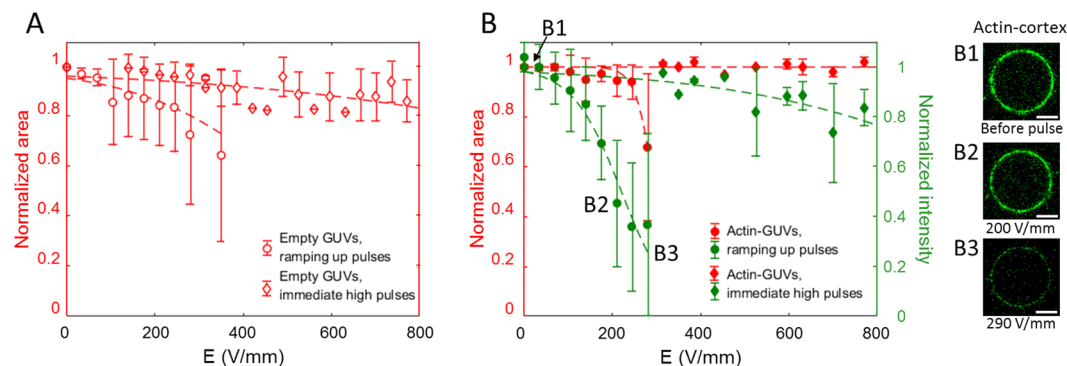 A
Normalized area
1
0.8
0.6
0.4
0.2
0
0
200
400
600
800
E (V/mm)
Empty GUVs,
ramping up pulses
Empty GUVs,
immediate high pulses
B
Normalized area
1
0.8
0.6
0.4
0.2
0
0
200
400
600
800
E (V/mm)
B1
B2
B3
Actin-GUVs,
ramping up pulses
Actin-GUVs,
immediate high pulses
1
0.8
0.6
0.4
0.2
0
Normalized intensity
Actin-cortex
B1
Before pulse
B2
200 V/mm
B3
290 V/mm